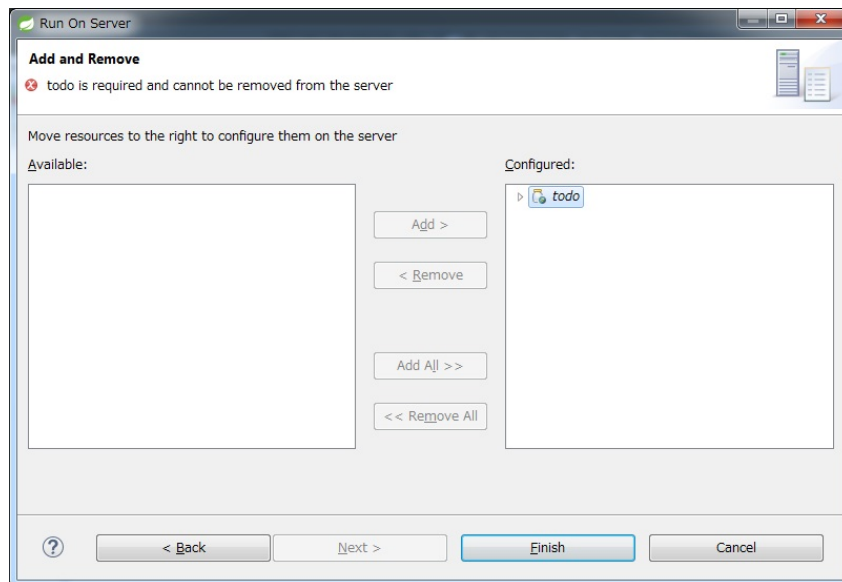 Run On Server
Add and Remove
todo is required and cannot be removed from the server
Move resources to the right to configure them on the server
Available:
Configured:
todo
Add >
< Remove
Add All >>
<< Remove All
?
< Back
Next >
Finish
Cancel